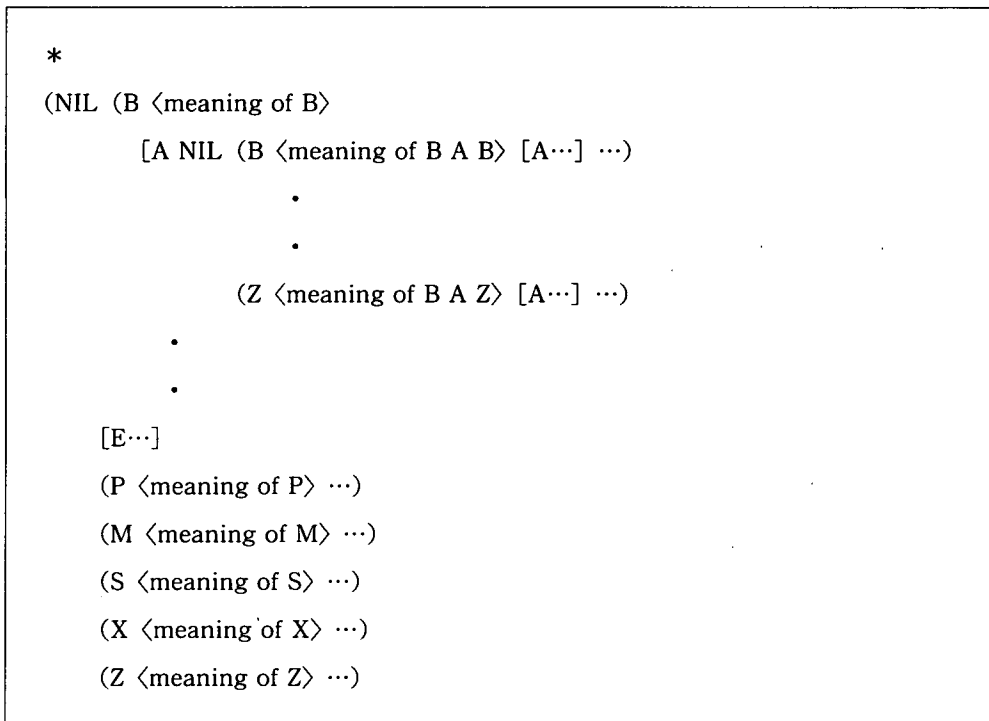 *
(NIL (B 〈meaning of B〉
[A NIL (B 〈meaning of B A B〉 [A⋯] ⋯)
•
•
(Z 〈meaning of B A Z〉 [A⋯] ⋯)
•
•
[E⋯]
(P 〈meaning of P〉 ⋯)
(M 〈meaning of M〉 ⋯)
(S 〈meaning of S〉 ⋯)
(X 〈meaning of X〉 ⋯)
(Z 〈meaning of Z〉 ⋯)